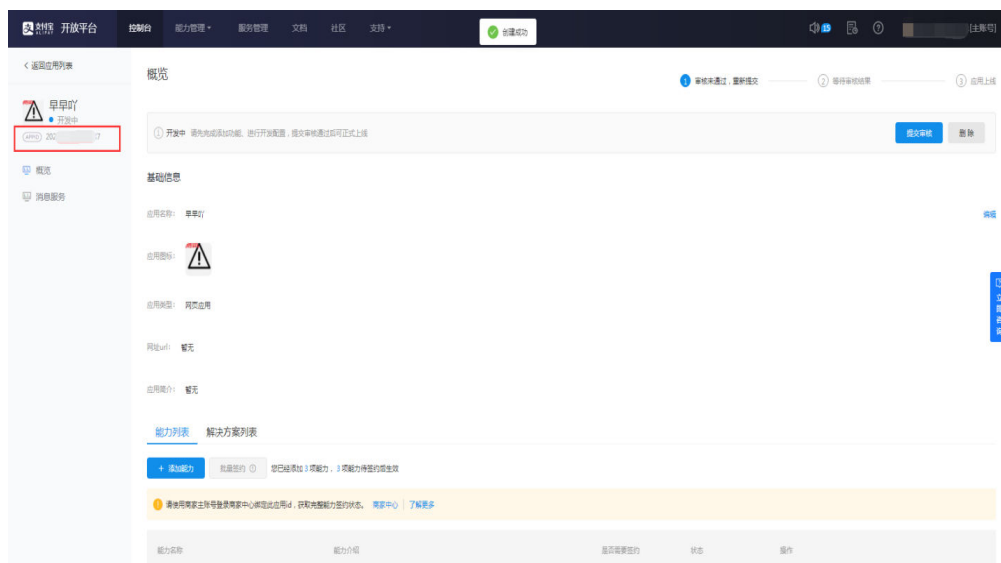 支付宝 开放平台 控制台 能力管理 服务管理 文档 社区 支持 创建成功 15 [主账号]
< 返回应用列表
概览
1 审核未通过，重新提交 2 等待审核结果 3 应用上线
早早吖
开发中
APPID 202 7
开发中 请先完成添加功能、进行开发配置，提交审核通过后可正式上线 提交审核 删除
概览
消息服务
基础信息
应用名称： 早早吖 编辑
应用图标：
应用类型： 网页应用
网址url： 暂无
应用简介： 暂无
能力列表 解决方案列表
+ 添加能力 批量签约 您已经添加 3 项能力，3 项能力待签约后生效
请使用商家主账号登录商家中心绑定此应用id，获取完整能力签约状态。 商家中心 了解更多
能力名称 能力介绍 是否需要签约 状态 操作